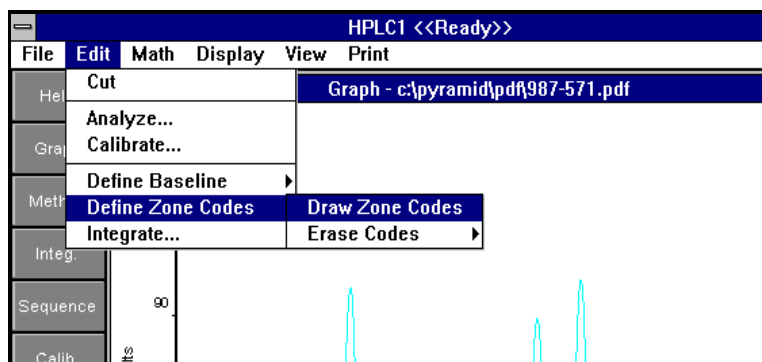 HPLC1 <<Ready>>
File Edit Math Display View Print
Cut
Graph - c:\pyramid\pdf\987-571.pdf
Analyze...
Calibrate...
Define Baseline
Define Zone Codes
Draw Zone Codes
Integrate...
Erase Codes
Integ.
Sequence
90
Calib